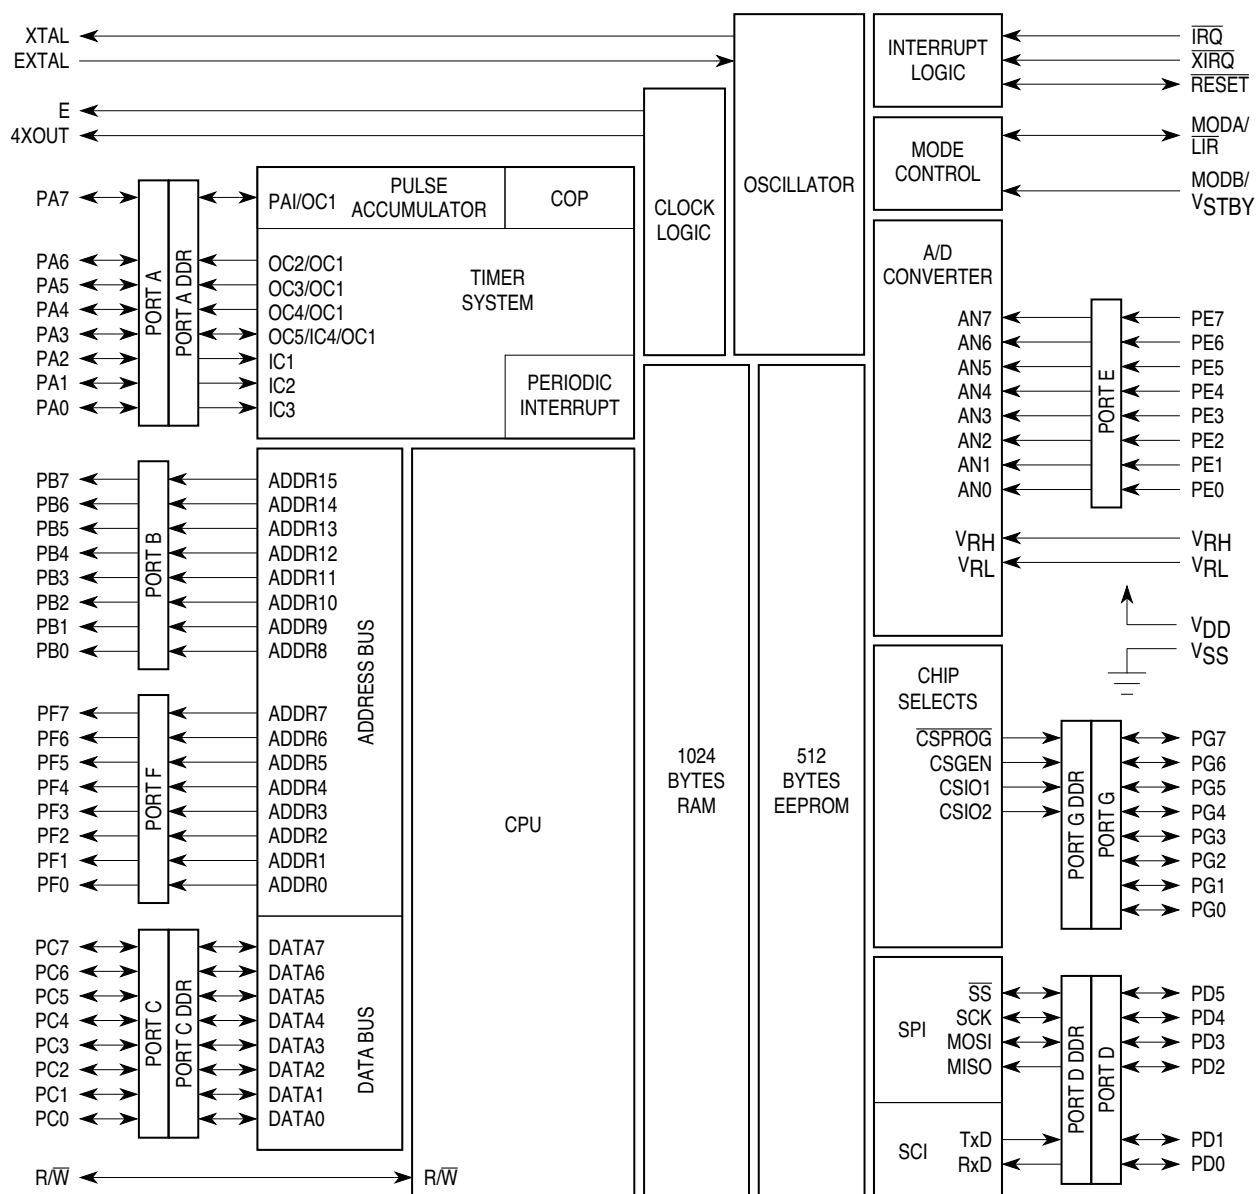 XTAL
EXTAL
E
4XOUT
PA7
PA6
PA5
PA4
PA3
PA2
PA1
PA0
PORT A
PORT A DDR
PAI/OC1
PULSE
ACCUMULATOR
COP
OC2/OC1
OC3/OC1
OC4/OC1
OC5/IC4/OC1
IC1
IC2
IC3
TIMER
SYSTEM
PERIODIC
INTERRUPT
CLOCK
LOGIC
OSCILLATOR
INTERRUPT
LOGIC
I̅R̅Q̅
X̅I̅R̅Q̅
R̅E̅S̅E̅T̅
MODE
CONTROL
MODA/
L̅I̅R̅
MODB/
VSTBY
A/D
CONVERTER
AN7
AN6
AN5
AN4
AN3
AN2
AN1
AN0
VRH
VRL
PORT E
PE7
PE6
PE5
PE4
PE3
PE2
PE1
PE0
VRH
VRL
VDD
VSS
PB7
PB6
PB5
PB4
PB3
PB2
PB1
PB0
PORT B
ADDR15
ADDR14
ADDR13
ADDR12
ADDR11
ADDR10
ADDR9
ADDR8
ADDRESS BUS
PF7
PF6
PF5
PF4
PF3
PF2
PF1
PF0
PORT F
ADDR7
ADDR6
ADDR5
ADDR4
ADDR3
ADDR2
ADDR1
ADDR0
CPU
1024
BYTES
RAM
512
BYTES
EEPROM
CHIP
SELECTS
C̅S̅P̅R̅O̅G̅
CSGEN
CSIO1
CSIO2
PORT G DDR
PORT G
PG7
PG6
PG5
PG4
PG3
PG2
PG1
PG0
PC7
PC6
PC5
PC4
PC3
PC2
PC1
PC0
PORT C
PORT C DDR
DATA7
DATA6
DATA5
DATA4
DATA3
DATA2
DATA1
DATA0
DATA BUS
SPI
S̅S̅
SCK
MOSI
MISO
SCI
TxD
RxD
PORT D DDR
PORT D
PD5
PD4
PD3
PD2
PD1
PD0
R/W̅
R/W̅